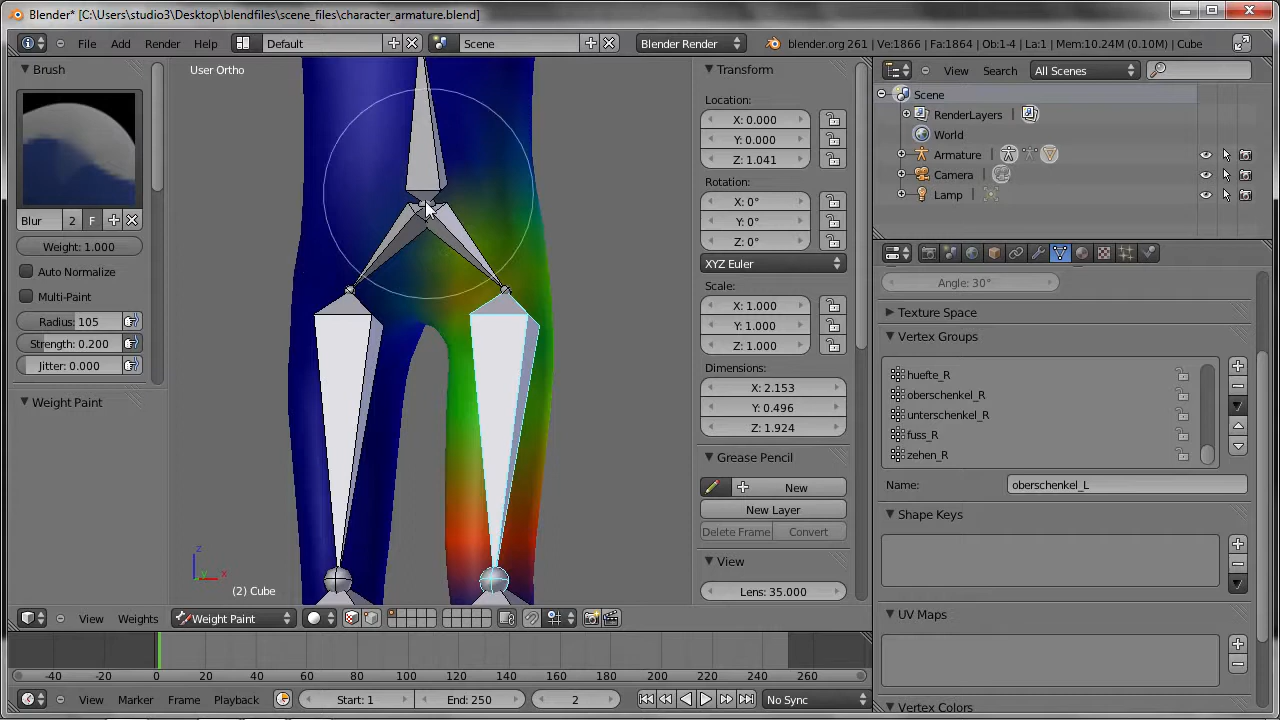 Blender* [C:\Users\studio3\Desktop\blendfiles\scene_files\character_armature.blend]
File Add Render Help Default Scene Blender Render blender.org 261 | Ve:1866 | Fa:1864 | Ob:1-4 | La:1 | Mem:10.24M (0.10M) | Cube
Brush
Blur 2 F
Weight: 1.000
Auto Normalize
Multi-Paint
Radius: 105
Strength: 0.200
Jitter: 0.000
Weight Paint
User Ortho
z
y x
(2) Cube
Transform
Location:
X: 0.000
Y: 0.000
Z: 1.041
Rotation:
X: 0°
Y: 0°
Z: 0°
XYZ Euler
Scale:
X: 1.000
Y: 1.000
Z: 1.000
Dimensions:
X: 2.153
Y: 0.496
Z: 1.924
Grease Pencil
New
New Layer
Delete Frame Convert
View
Lens: 35.000
View Search All Scenes
Scene
RenderLayers |
World
Armature |
Camera |
Lamp |
Angle: 30°
Texture Space
Vertex Groups
huefte_R
oberschenkel_R
unterschenkel_R
fuss_R
zehen_R
Name: oberschenkel_L
Shape Keys
UV Maps
Vertex Colors
View Weights Weight Paint
-40 -20 0 20 40 60 80 100 120 140 160 180 200 220 240 260
View Marker Frame Playback Start: 1 End: 250 2 No Sync